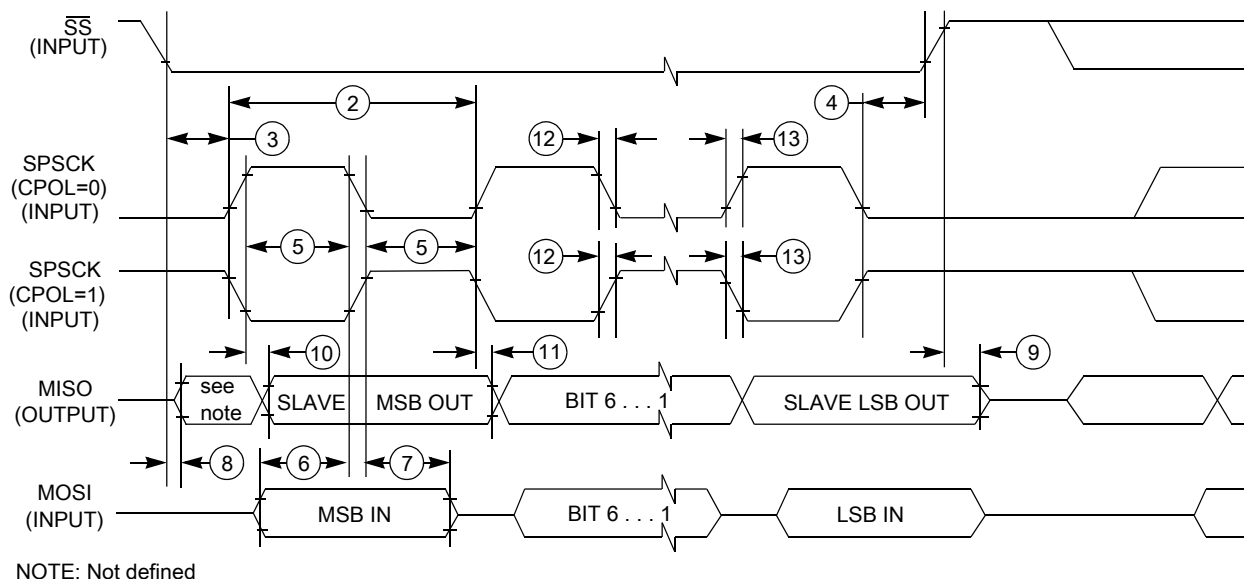 SS
(INPUT)
2
4
3
12
13
SPSCK
(CPOL=0)
(INPUT)
5
5
SPSCK
(CPOL=1)
(INPUT)
12
13
10
11
9
MISO
(OUTPUT)
see
note
SLAVE
MSB OUT
BIT 6 . . . 1
SLAVE LSB OUT
8
6
7
MOSI
(INPUT)
MSB IN
BIT 6 . . . 1
LSB IN
NOTE: Not defined